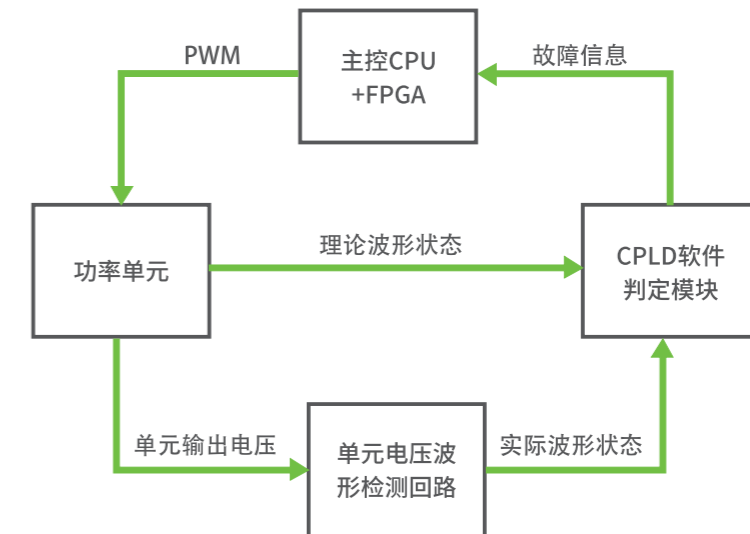 PWM
主控CPU
+FPGA
故障信息
功率单元
理论波形状态
CPLD软件
判定模块
单元输出电压
单元电压波
形检测回路
实际波形状态